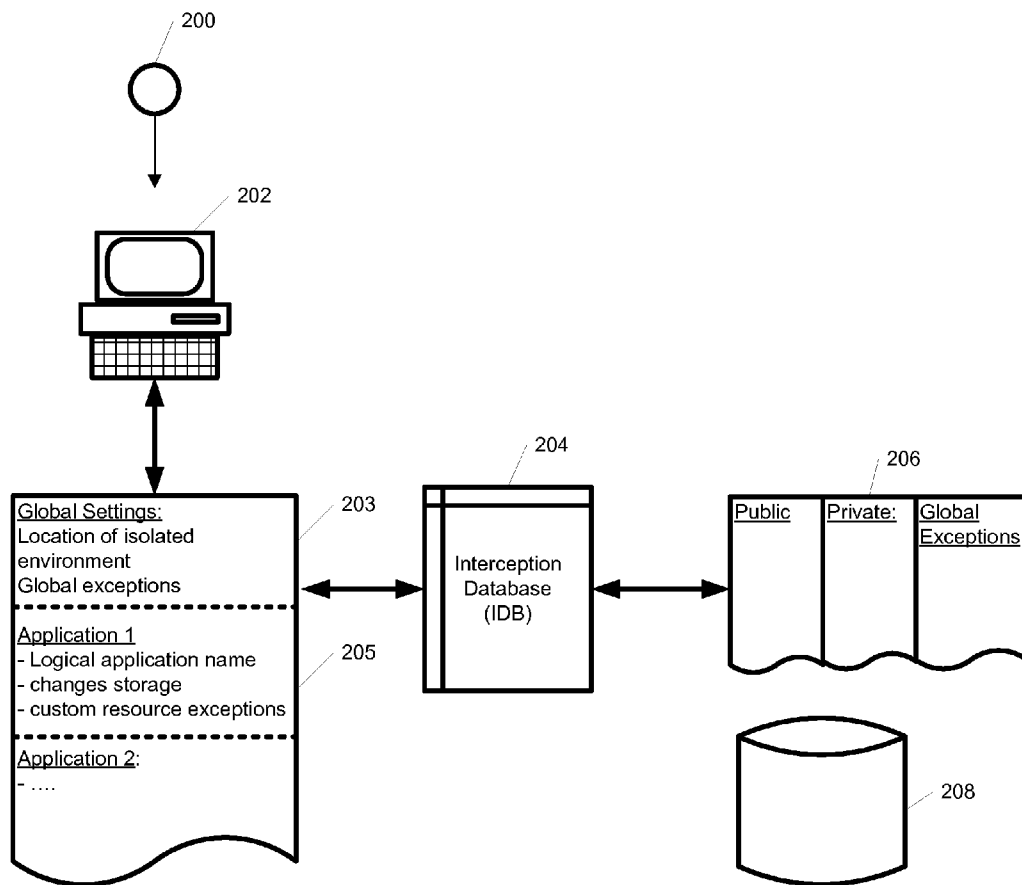 200
202
203
Global Settings:
Location of isolated
environment
Global exceptions
205
Application 1
- Logical application name
- changes storage
- custom resource exceptions
Application 2:
- ....
204
Interception
Database
(IDB)
206
Public
Private:
Global
Exceptions
208